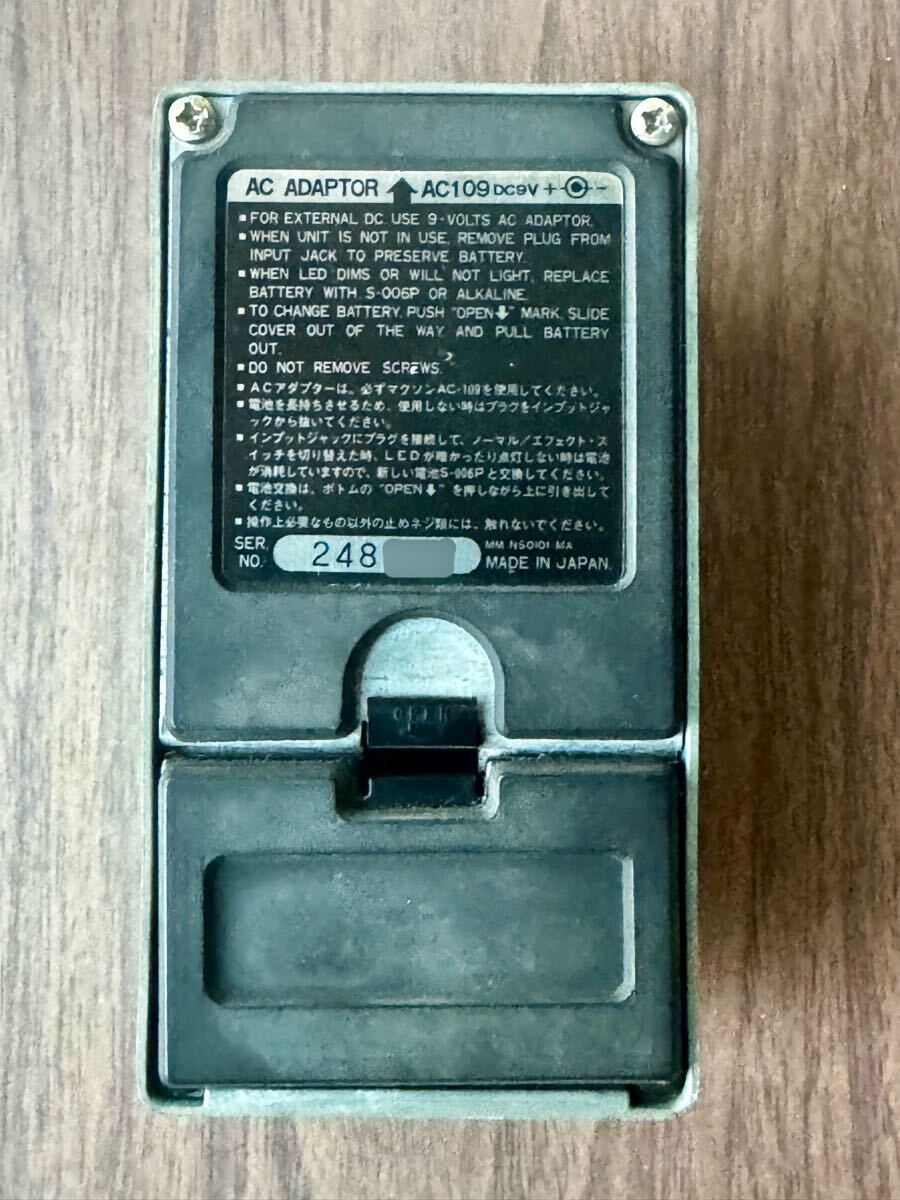 AC ADAPTOR AC109 DC9V + -
■ FOR EXTERNAL DC USE 9-VOLTS AC ADAPTOR.
■ WHEN UNIT IS NOT IN USE, REMOVE PLUG FROM
INPUT JACK TO PRESERVE BATTERY.
■ WHEN LED DIMS OR WILL NOT LIGHT, REPLACE
BATTERY WITH S-006P OR ALKALINE.
■ TO CHANGE BATTERY, PUSH "OPEN⬇" MARK, SLIDE
COVER OUT OF THE WAY AND PULL BATTERY
OUT.
■ DO NOT REMOVE SCREWS.
■ ACアダプターは、必ずマクソンAC-109を使用してください。
■ 電池を長持ちさせるため、使用しない時はプラグをインプットジャ
ックから抜いてください。
■ インプットジャックにプラグを接続して、ノーマル/エフェクト・ス
イッチを切り替えた時、LEDが暗かったり点灯しない時は電池
が消耗していますので、新しい電池S-006Pと交換してください。
■ 電池交換は、ボトムの "OPEN⬇" を押しながら上に引き出して
ください。
■ 操作上必要なもの以外の止めネジ類には、触れないでください。
SER. NO. 248
MM NS0101 MA
MADE IN JAPAN.
OPEN